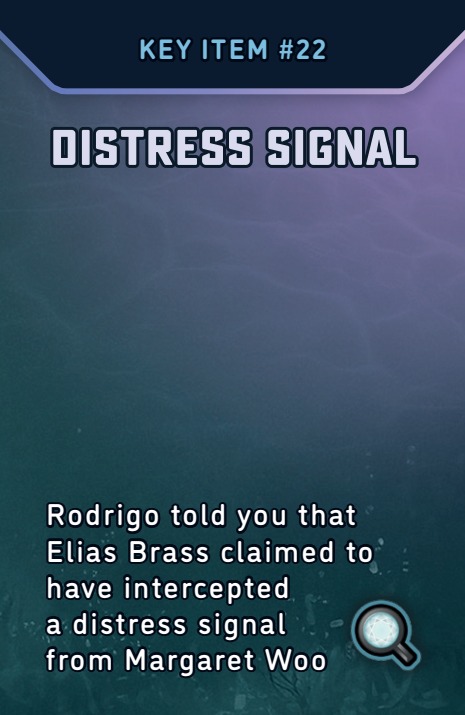 KEY ITEM #22
DISTRESS SIGNAL
Rodrigo told you that
Elias Brass claimed to
have intercepted
a distress signal
from Margaret Woo